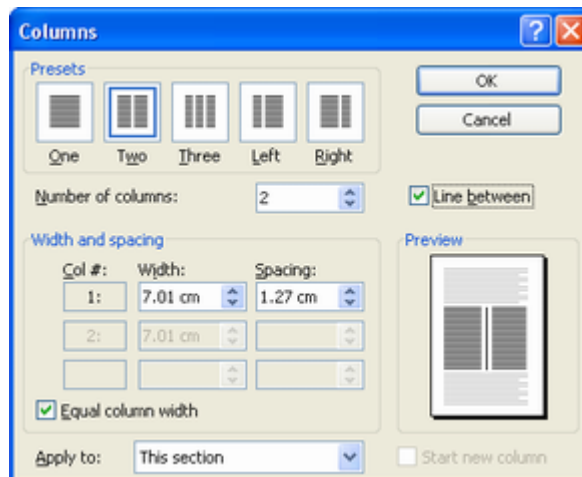 Columns
Presets
OK
Cancel
One Two Three Left Right
Number of columns: 2
Line between
Width and spacing
Preview
Col #: Width: Spacing:
1: 7.01 cm 1.27 cm
2: 7.01 cm
Equal column width
Apply to: This section
Start new column